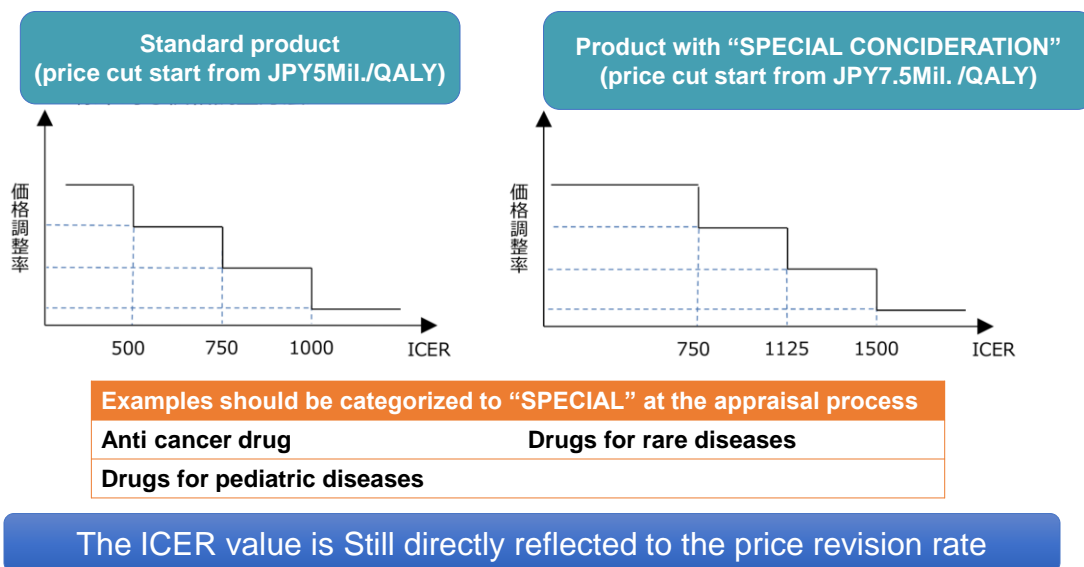 Standard product
(price cut start from JPY5Mil./QALY)
Product with “SPECIAL CONCIDERATION”
(price cut start from JPY7.5Mil. /QALY)
価格調整率
500
750
1000
ICER
価格調整率
750
1125
1500
ICER
Examples should be categorized to “SPECIAL” at the appraisal process
Anti cancer drug
Drugs for rare diseases
Drugs for pediatric diseases
The ICER value is Still directly reflected to the price revision rate